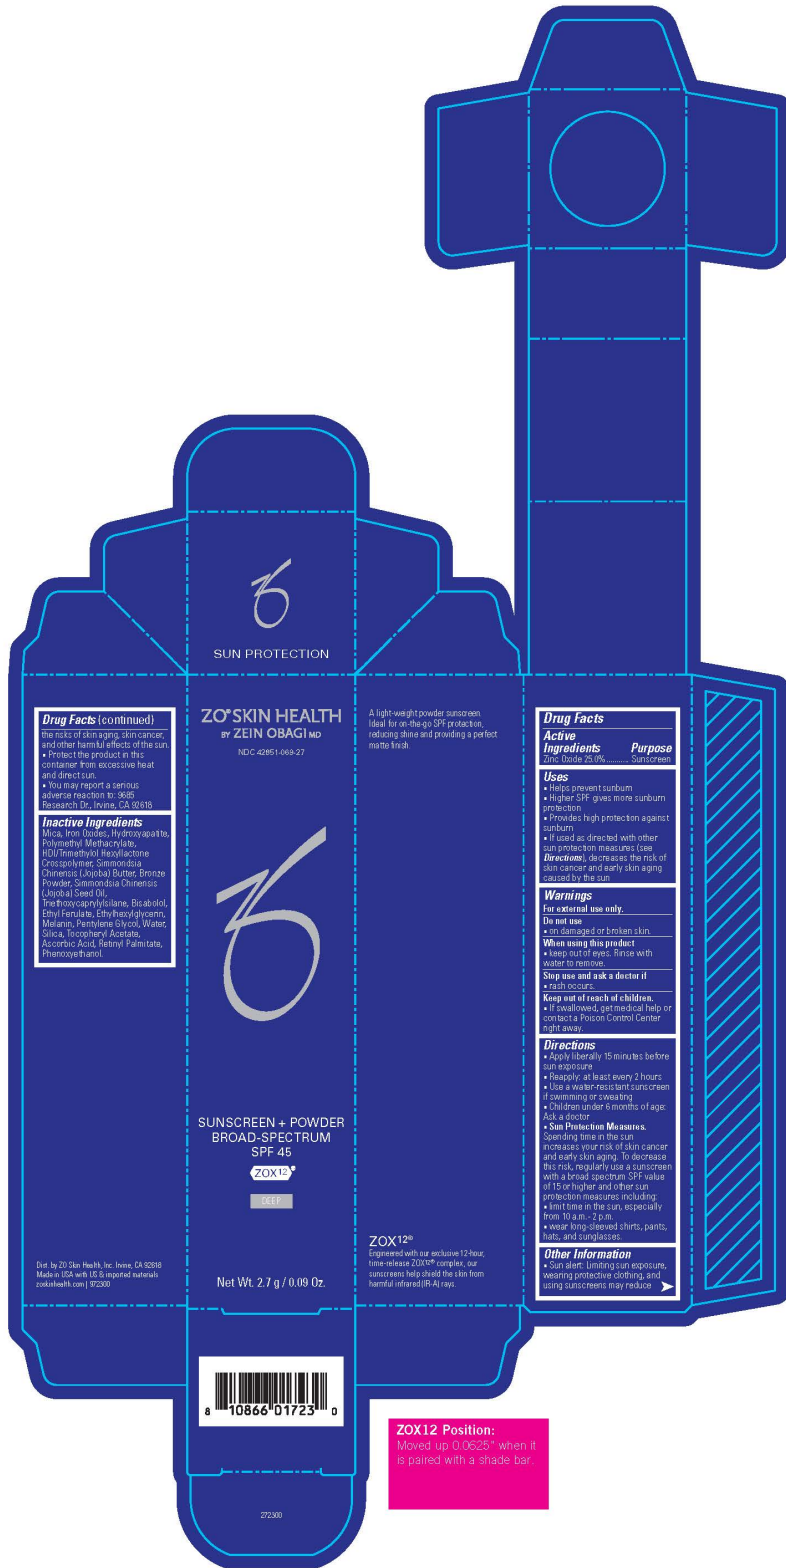 SUN PROTECTION
Drug Facts (continued)
the risks of skin aging, skin cancer,
and other harmful effects of the sun.
▪ Protect the product in this
container from excessive heat
and direct sun.
▪ You may report a serious
adverse reaction to: 9685
Research Dr., Irvine, CA 92618
Inactive Ingredients
Mica, Iron Oxides, Hydroxyapatite,
Polymethyl Methacrylate,
HDI/Trimethylol Hexyllactone
Crosspolymer, Simmondsia
Chinensis (Jojoba) Butter, Bronze
Powder, Simmondsia Chinensis
(Jojoba) Seed Oil,
Triethoxycaprylylsilane, Bisabolol,
Ethyl Ferulate, Ethylhexylglycerin,
Melanin, Pentylene Glycol, Water,
Silica, Tocopheryl Acetate,
Ascorbic Acid, Retinyl Palmitate,
Phenoxyethanol.
Dist. by ZO Skin Health, Inc. Irvine, CA 92618
Made in USA with US & imported materials
zoskinhealth.com | 972300
ZO® SKIN HEALTH
BY ZEIN OBAGI MD
NDC 42851-069-27
SUNSCREEN + POWDER
BROAD-SPECTRUM
SPF 45
ZOX12®
DEEP
Net Wt. 2.7 g / 0.09 Oz.
A light-weight powder sunscreen.
Ideal for on-the-go SPF protection,
reducing shine and providing a perfect
matte finish.
ZOX12®
Engineered with our exclusive 12-hour,
time-release ZOX12® complex, our
sunscreens help shield the skin from
harmful infrared (IR-A) rays.
Drug Facts
Active
Ingredients Purpose
Zinc Oxide 25.0%............ Sunscreen
Uses
▪ Helps prevent sunburn
▪ Higher SPF gives more sunburn
protection
▪ Provides high protection against
sunburn
▪ If used as directed with other
sun protection measures (see
Directions), decreases the risk of
skin cancer and early skin aging
caused by the sun
Warnings
For external use only.
Do not use
▪ on damaged or broken skin.
When using this product
▪ keep out of eyes. Rinse with
water to remove.
Stop use and ask a doctor if
▪ rash occurs.
Keep out of reach of children.
▪ If swallowed, get medical help or
contact a Poison Control Center
right away.
Directions
▪ Apply liberally 15 minutes before
sun exposure
▪ Reapply: at least every 2 hours
▪ Use a water-resistant sunscreen
if swimming or sweating
▪ Children under 6 months of age:
Ask a doctor
▪ Sun Protection Measures.
Spending time in the sun
increases your risk of skin cancer
and early skin aging. To decrease
this risk, regularly use a sunscreen
with a broad spectrum SPF value
of 15 or higher and other sun
protection measures including:
▪ limit time in the sun, especially
from 10 a.m.- 2 p.m.
▪ wear long-sleeved shirts, pants,
hats, and sunglasses.
Other Information
▪ Sun alert: Limiting sun exposure,
wearing protective clothing, and
using sunscreens may reduce
8 10866 01723 0
272300
ZOX12 Position:
Moved up 0.0625" when it
is paired with a shade bar.